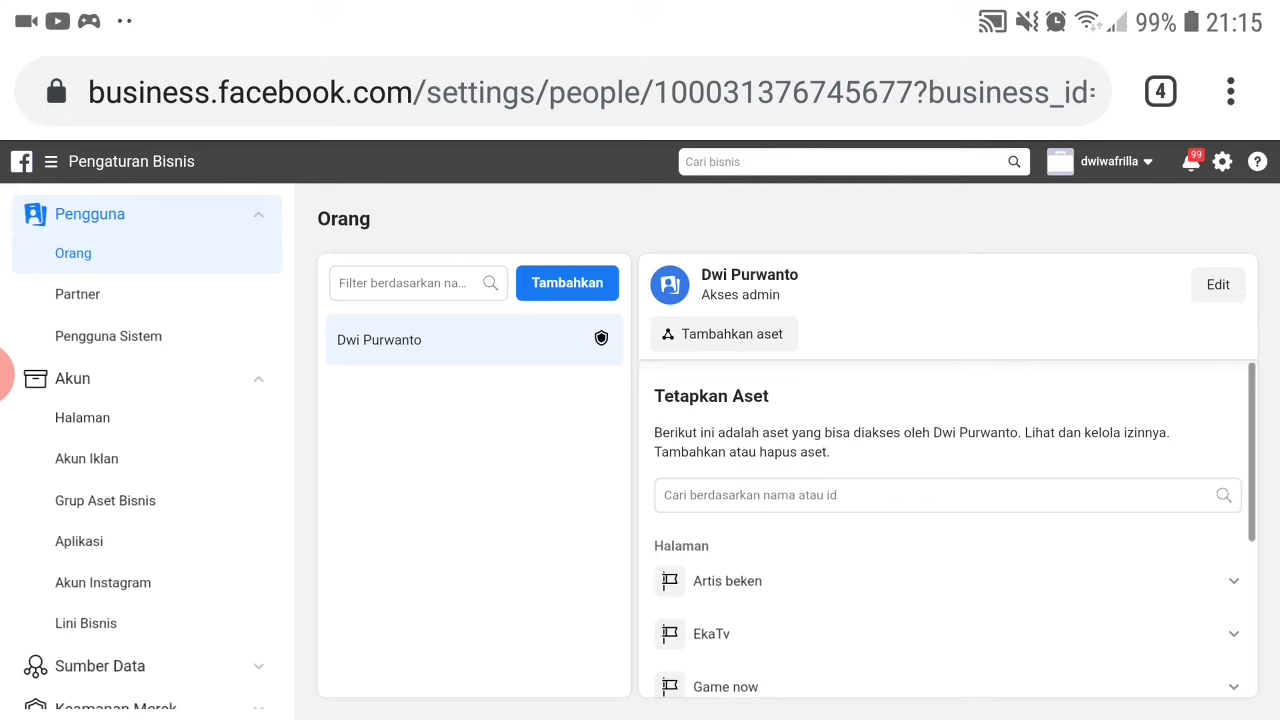 99% 21:15
business.facebook.com/settings/people/100031376745677?business_id=
4
Pengaturan Bisnis
Cari bisnis
dwiwafrilla
99
Pengguna
Orang
Partner
Pengguna Sistem
Akun
Halaman
Akun Iklan
Grup Aset Bisnis
Aplikasi
Akun Instagram
Lini Bisnis
Sumber Data
Keamanan Merek
Orang
Filter berdasarkan na...
Tambahkan
Dwi Purwanto
Dwi Purwanto
Akses admin
Edit
Tambahkan aset
Tetapkan Aset
Berikut ini adalah aset yang bisa diakses oleh Dwi Purwanto. Lihat dan kelola izinnya.
Tambahkan atau hapus aset.
Cari berdasarkan nama atau id
Halaman
Artis beken
EkaTv
Game now